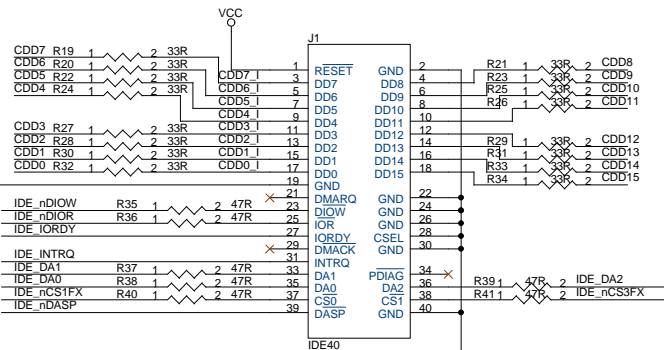 VCC
J1
CDD7 R19 1 2 33R
CDD6 R20 1 2 33R
CDD5 R22 1 2 33R
CDD4 R24 1 2 33R
CDD3 R27 1 2 33R
CDD2 R28 1 2 33R
CDD1 R30 1 2 33R
CDD0 R32 1 2 33R
CDD7_I
CDD6_I
CDD5_I
CDD4_I
CDD3_I
CDD2_I
CDD1_I
CDD0_I
1 RESET GND 2
3 DD7 DD8 4
5 DD6 DD9 6
7 DD5 DD10 8
9 DD4 DD11 10
11 DD3 DD12 12
13 DD2 DD13 14
15 DD1 DD14 16
17 DD0 DD15 18
19 GND
21 DMARQ GND 22
23 DIOW GND 24
25 IOR GND 26
27 IORDY CSEL 28
29 DMACK GND 30
31 INTRQ
33 DA1 PDIAG 34
35 DA0 DA2 36
37 CS0 CS1 38
39 DASP GND 40
IDE40
R21 1 33R 2 CDD8
R23 1 33R 2 CDD9
R25 1 33R 2 CDD10
R26 1 33R 2 CDD11
R29 1 33R 2 CDD12
R31 1 33R 2 CDD13
R33 1 33R 2 CDD14
R34 1 33R 2 CDD15
IDE_nDIOW R35 1 2 47R
IDE_nDIOR R36 1 2 47R
IDE_IORDY
IDE_INTRQ
IDE_DA1 R37 1 2 47R
IDE_DA0 R38 1 2 47R
IDE_nCS1FX R40 1 2 47R
IDE_nDASP
R39 1 47R 2 IDE_DA2
R41 1 47R 2 IDE_nCS3FX